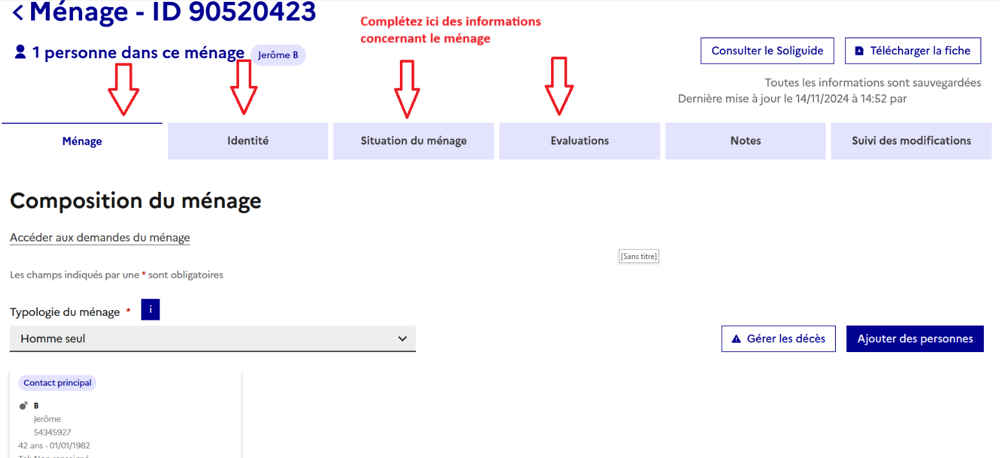 Ménage - ID 90520423
Complétez ici des informations
concernant le ménage
1 personne dans ce ménage Jerôme B
Consulter le Soliguide
Télécharger la fiche
Toutes les informations sont sauvegardées
Dernière mise à jour le 14/11/2024 à 14:52 par
Ménage
Identité
Situation du ménage
Evaluations
Notes
Suivi des modifications
Composition du ménage
Accéder aux demandes du ménage
[Sans titre]
Les champs indiqués par une * sont obligatoires
Typologie du ménage * i
Homme seul
Gérer les décès
Ajouter des personnes
Contact principal
B
Jerôme
54345927
42 ans - 01/01/1982